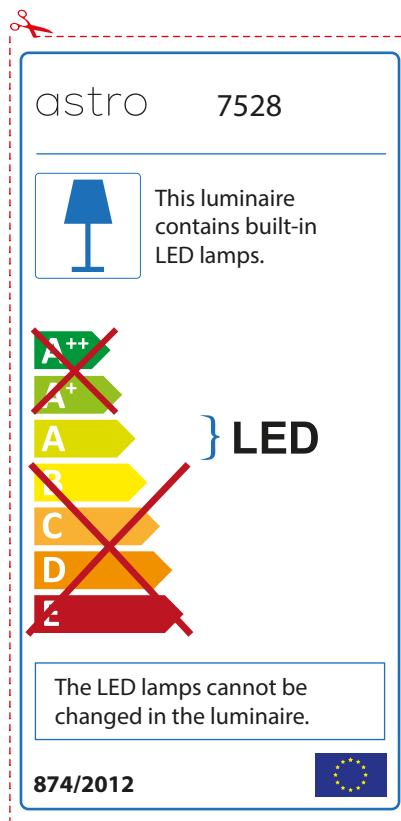 astro 7528
This luminaire
contains built-in
LED lamps.
A++
A+
A
B
C
D
E
} LED
The LED lamps cannot be
changed in the luminaire.
874/2012